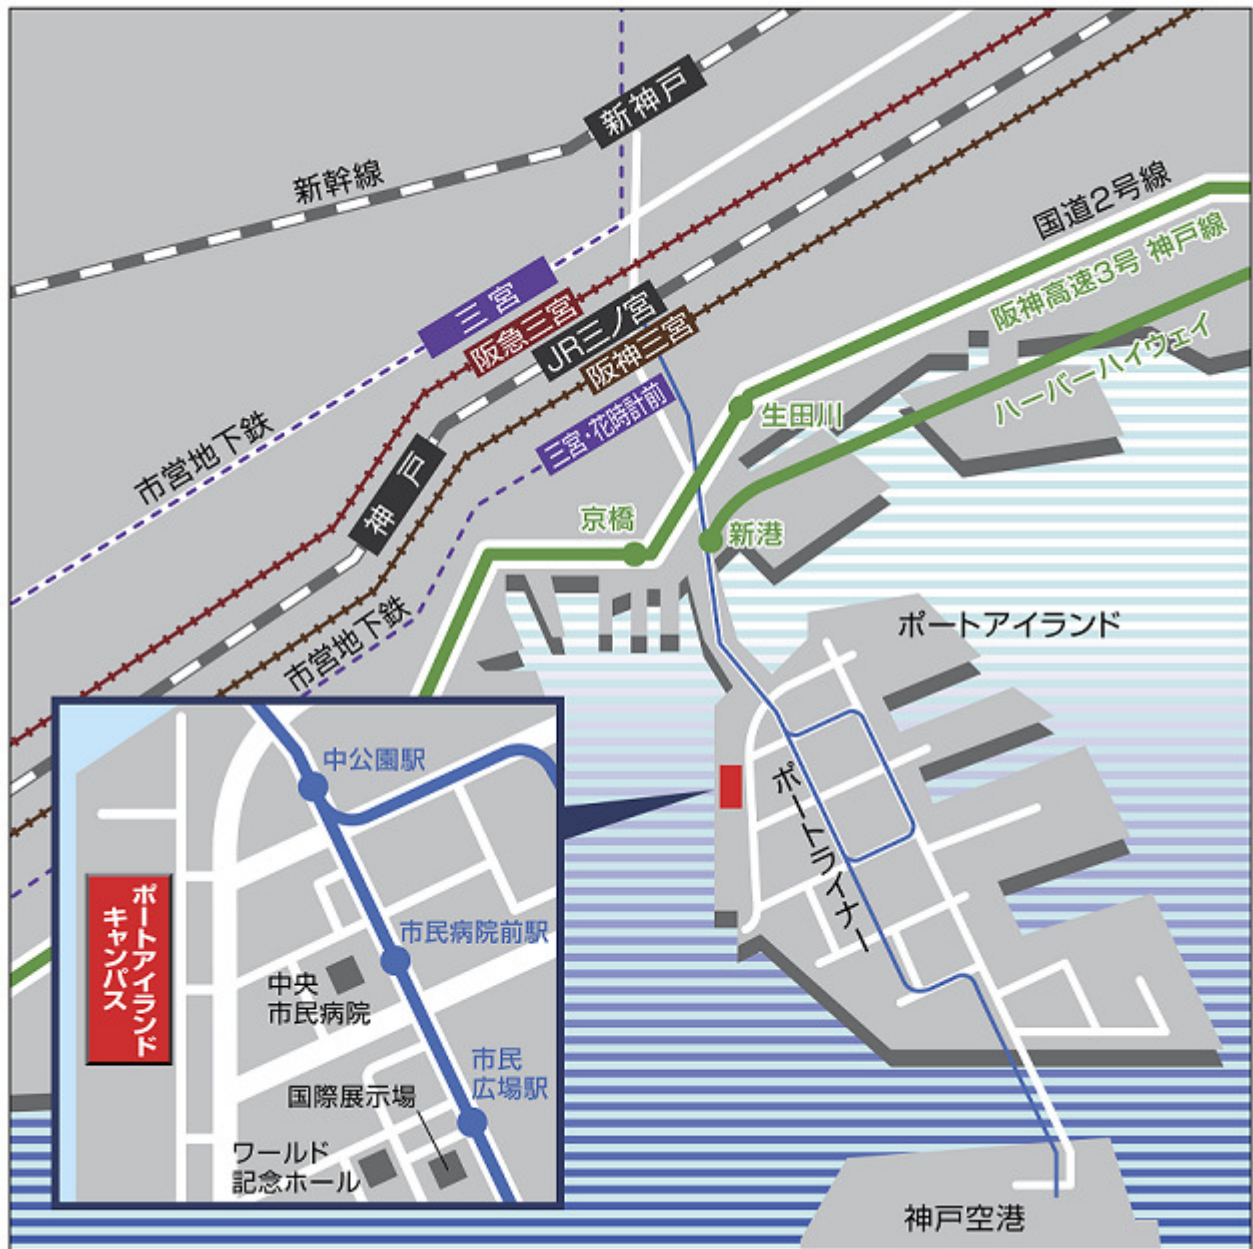 新神戸
新幹線
国道2号線
阪神高速3号 神戸線
三宮
阪急三宮
JR三ノ宮
阪神三宮
ハーバーハイウェイ
三宮・花時計前
生田川
市営地下鉄
神戸
京橋
新港
市営地下鉄
ポートアイランド
ポートライナー
中公園駅
ポートアイランド
キャンパス
市民病院前駅
中央
市民病院
市民
広場駅
国際展示場
ワールド
記念ホール
神戸空港